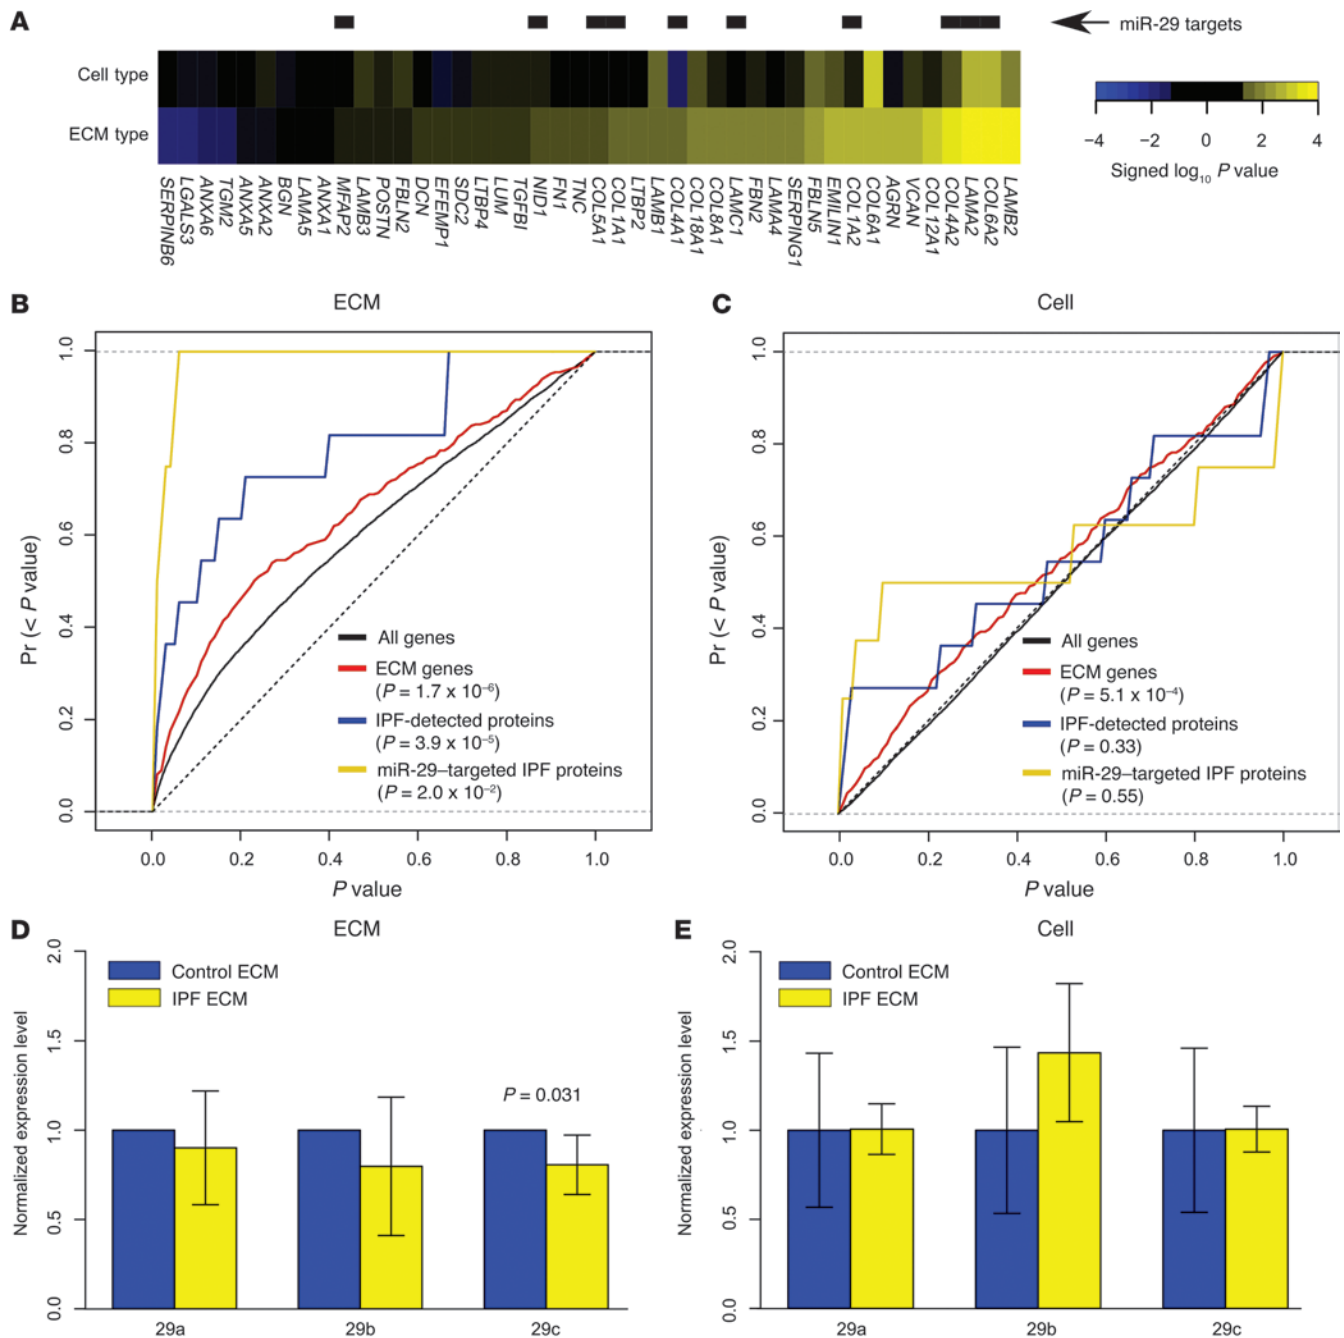 A
miR-29 targets
Cell type
ECM type
−4 −2 0 2 4
Signed log10 P value
SERPINB6
LGALS3
ANXA6
TGM2
ANXA5
ANXA2
BGN
LAMA5
ANXA1
MFAP2
LAMB3
POSTN
FBLN2
DCN
EFEMP1
SDC2
LTBP4
LUM
TGFBI
NID1
FN1
TNC
COL5A1
COL1A1
LTBP2
LAMB1
COL4A1
COL18A1
COL8A1
LAMC1
FBN2
LAMA4
SERPING1
FBLN5
EMILIN1
COL1A2
COL6A1
AGRN
VCAN
COL12A1
COL4A2
LAMA2
COL6A2
LAMB2
B
ECM
Pr (< P value)
1.0
0.8
0.6
0.4
0.2
0.0
All genes
ECM genes
(P = 1.7 x 10−6)
IPF-detected proteins
(P = 3.9 x 10−5)
miR-29–targeted IPF proteins
(P = 2.0 x 10−2)
0.0 0.2 0.4 0.6 0.8 1.0
P value
C
Cell
Pr (< P value)
1.0
0.8
0.6
0.4
0.2
0.0
All genes
ECM genes
(P = 5.1 x 10−4)
IPF-detected proteins
(P = 0.33)
miR-29–targeted IPF proteins
(P = 0.55)
0.0 0.2 0.4 0.6 0.8 1.0
P value
D
ECM
Normalized expression level
2.0
1.5
1.0
0.5
0.0
Control ECM
IPF ECM
P = 0.031
29a 29b 29c
E
Cell
Normalized expression level
2.0
1.5
1.0
0.5
0.0
Control ECM
IPF ECM
29a 29b 29c